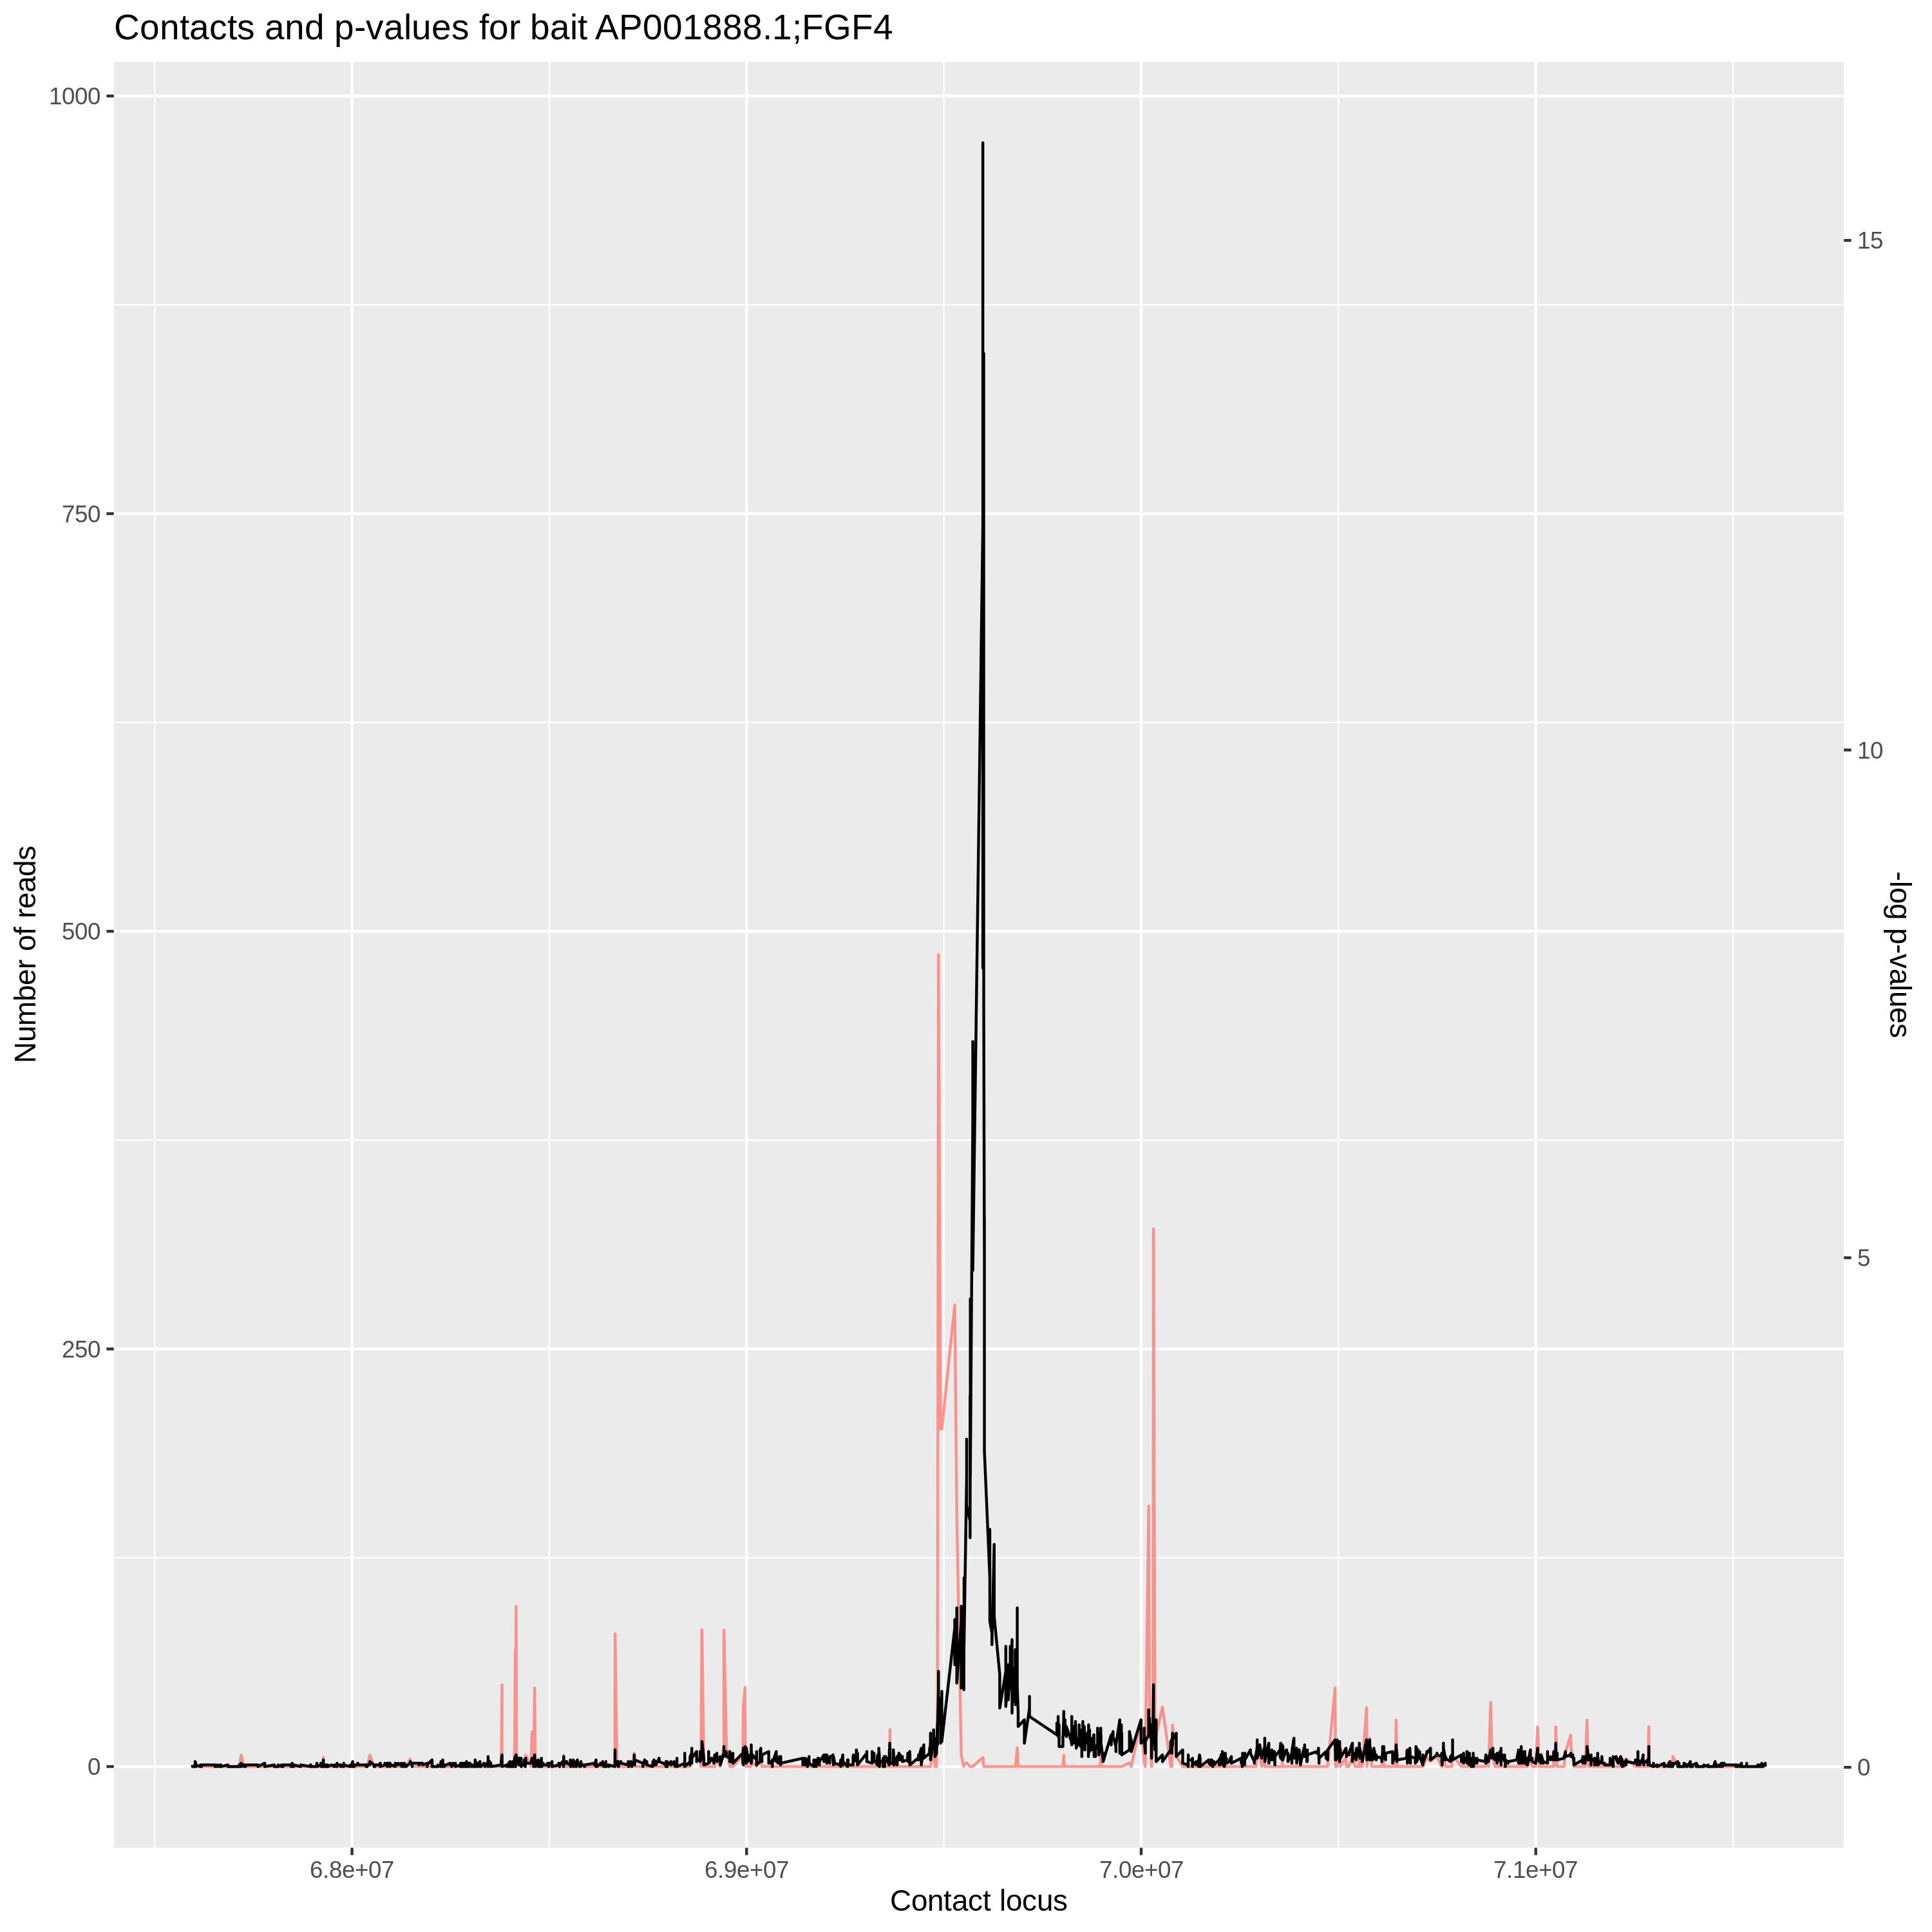 Contacts and p-values for bait AP001888.1;FGF4
1000
750
500
250
0
Number of reads
15
10
5
0
-log p-values
6.8e+07
6.9e+07
7.0e+07
7.1e+07
Contact locus